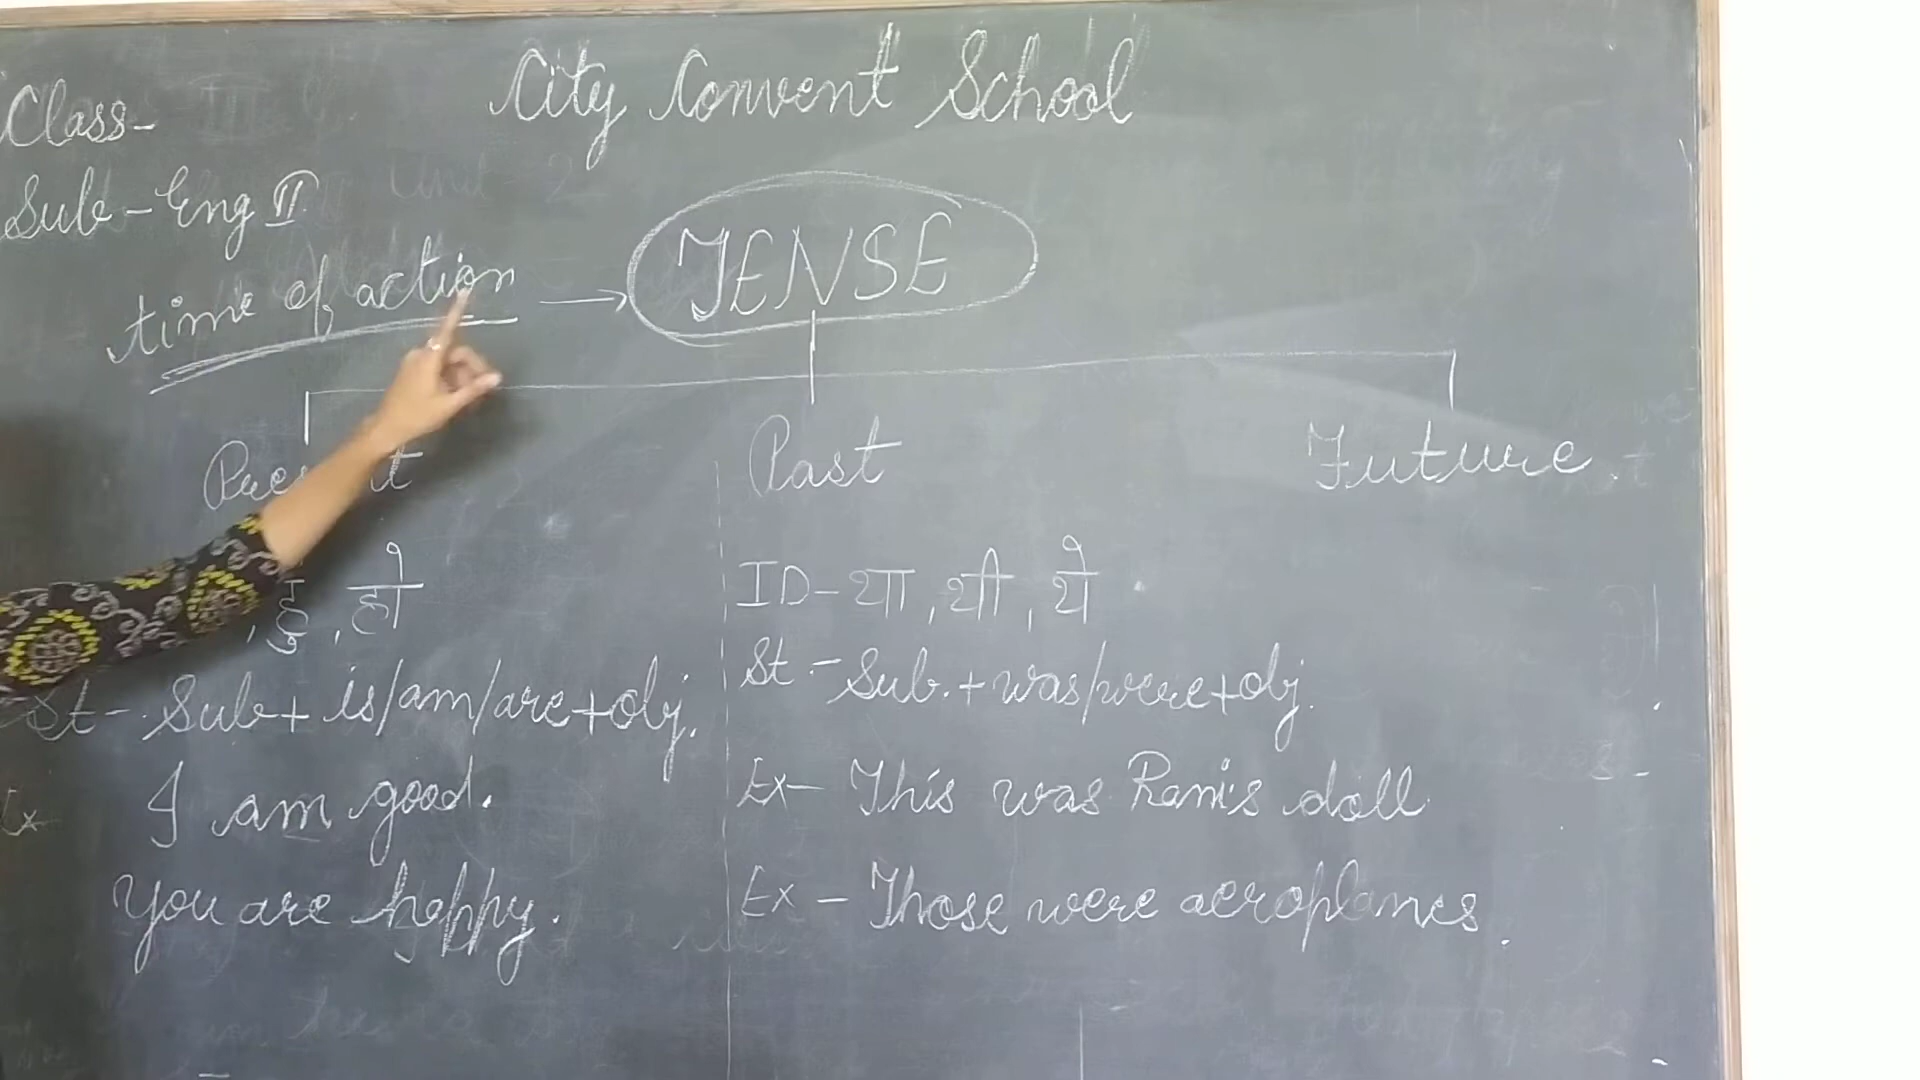 City Convent School
Class-
Sub-Eng II
time of action → TENSE
Past
Future
, हु, हो
ID- था, थी, थे
St-Sub+ is/am/are+obj.
St-Sub.+was/were+obj.
Ex I am good.
Ex- This was Rani's doll
You are happy.
Ex - Those were aeroplanes.